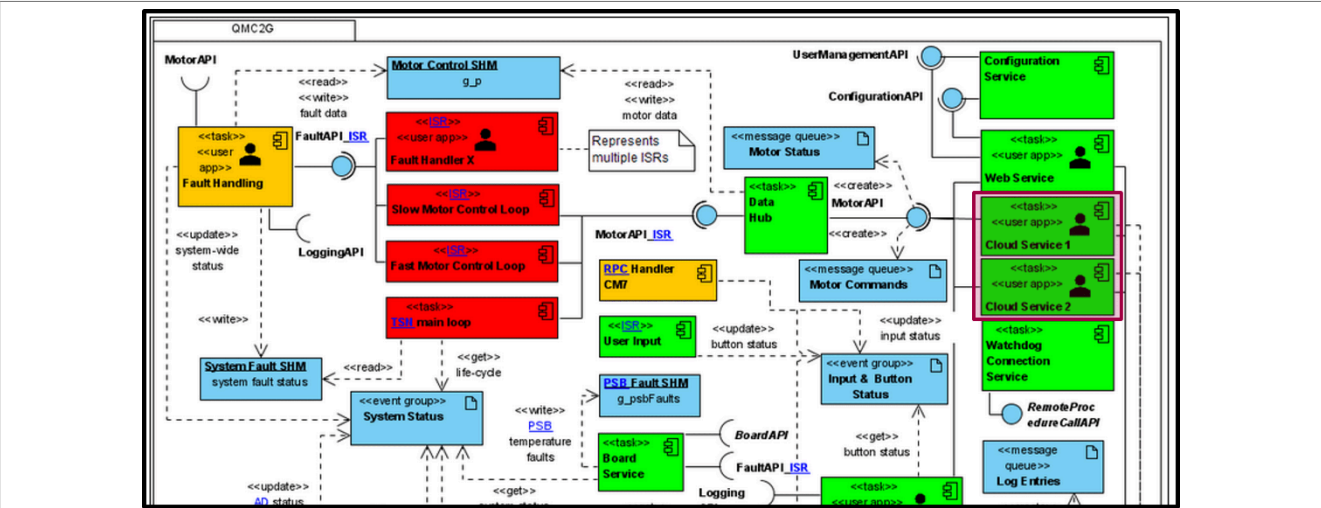 QMC2G
MotorAPI
<<read>>
<<write>>
fault data
Motor Control SHM
g_p
<<read>>
<<write>>
motor data
UserManagementAPI
ConfigurationAPI
Configuration
Service
<<task>>
<<user
app>>
Fault Handling
FaultAPI_ISR
<<ISR>>
<<user app>>
Fault Handler X
Represents
multiple ISRs
<<message queue>>
Motor Status
<<task>>
<<user app>>
Web Service
<<ISR>>
Slow Motor Control Loop
<<task>>
Data
Hub
<<create>>
MotorAPI
<<create>>
<<task>>
<<user app>>
Cloud Service 1
<<update>>
system-wide
status
LoggingAPI
<<ISR>>
Fast Motor Control Loop
MotorAPI_ISR
RPC Handler
CM7
<<message queue>>
Motor Commands
<<task>>
<<user app>>
Cloud Service 2
<<write>>
<<task>>
TSN main loop
<<ISR>>
User Input
<<update>>
button status
<<update>>
input status
<<task>>
Watchdog
Connection
Service
System Fault SHM
system fault status
<<read>>
<<get>>
life-cycle
<<event group>>
Input & Button
Status
PSB Fault SHM
g_psbFaults
<<event group>>
System Status
<<write>>
PSB
temperature
faults
RemoteProc
edureCallAPI
<<task>>
Board
Service
BoardAPI
FaultAPI_ISR
<<get>>
button status
<<message
queue>>
Log Entries
<<update>>
AD status
<<get>>
Logging
<<task>>
<<user app>>